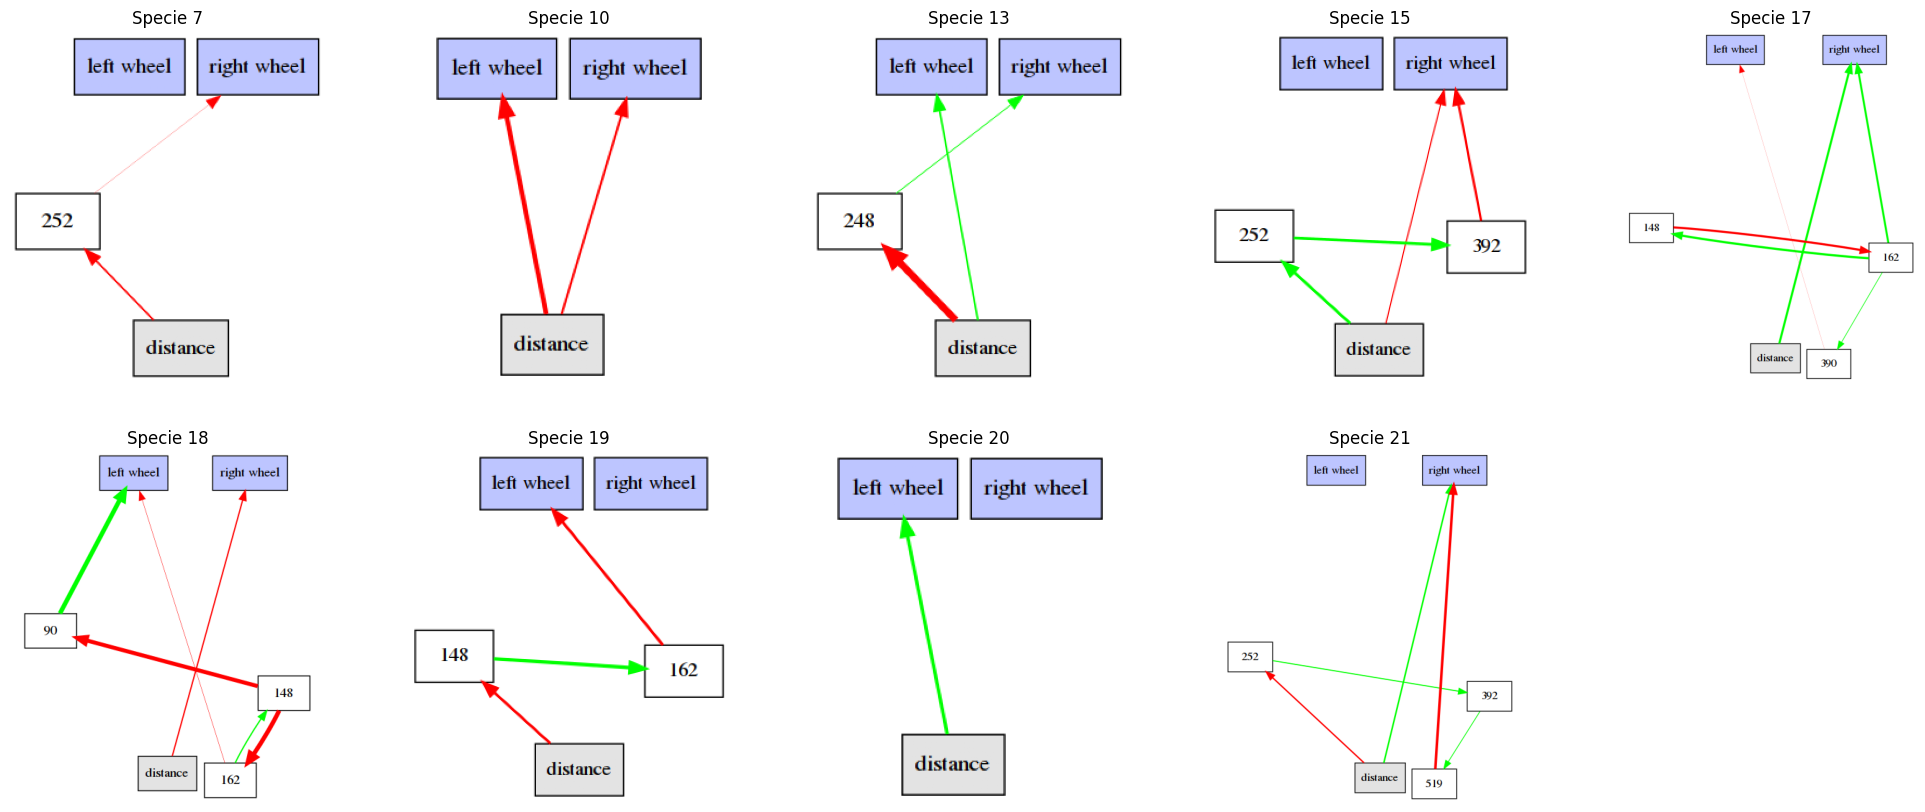 Specie 7
left wheel
right wheel
252
distance
Specie 10
left wheel
right wheel
distance
Specie 13
left wheel
right wheel
248
distance
Specie 15
left wheel
right wheel
252
392
distance
Specie 17
left wheel
right wheel
148
162
distance
390
Specie 18
left wheel
right wheel
90
148
distance
162
Specie 19
left wheel
right wheel
148
162
distance
Specie 20
left wheel
right wheel
distance
Specie 21
left wheel
right wheel
252
392
distance
519